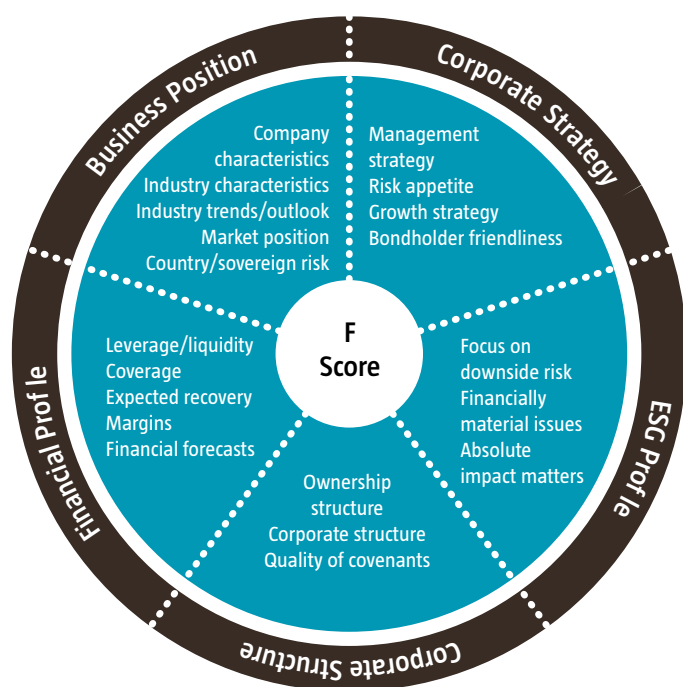 Business Position
Company
characteristics
Industry characteristics
Industry trends/outlook
Market position
Country/sovereign risk
Corporate Strategy
Management
strategy
Risk appetite
Growth strategy
Bondholder friendliness
ESG Prof le
Focus on
downside risk
Financially
material issues
Absolute
impact matters
Corporate Structure
Ownership
structure
Corporate structure
Quality of covenants
Financial Prof le
Leverage/liquidity
Coverage
Expected recovery
Margins
Financial forecasts
F
Score